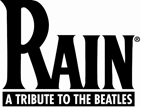 RAIN®
A TRIBUTE TO THE BEATLES